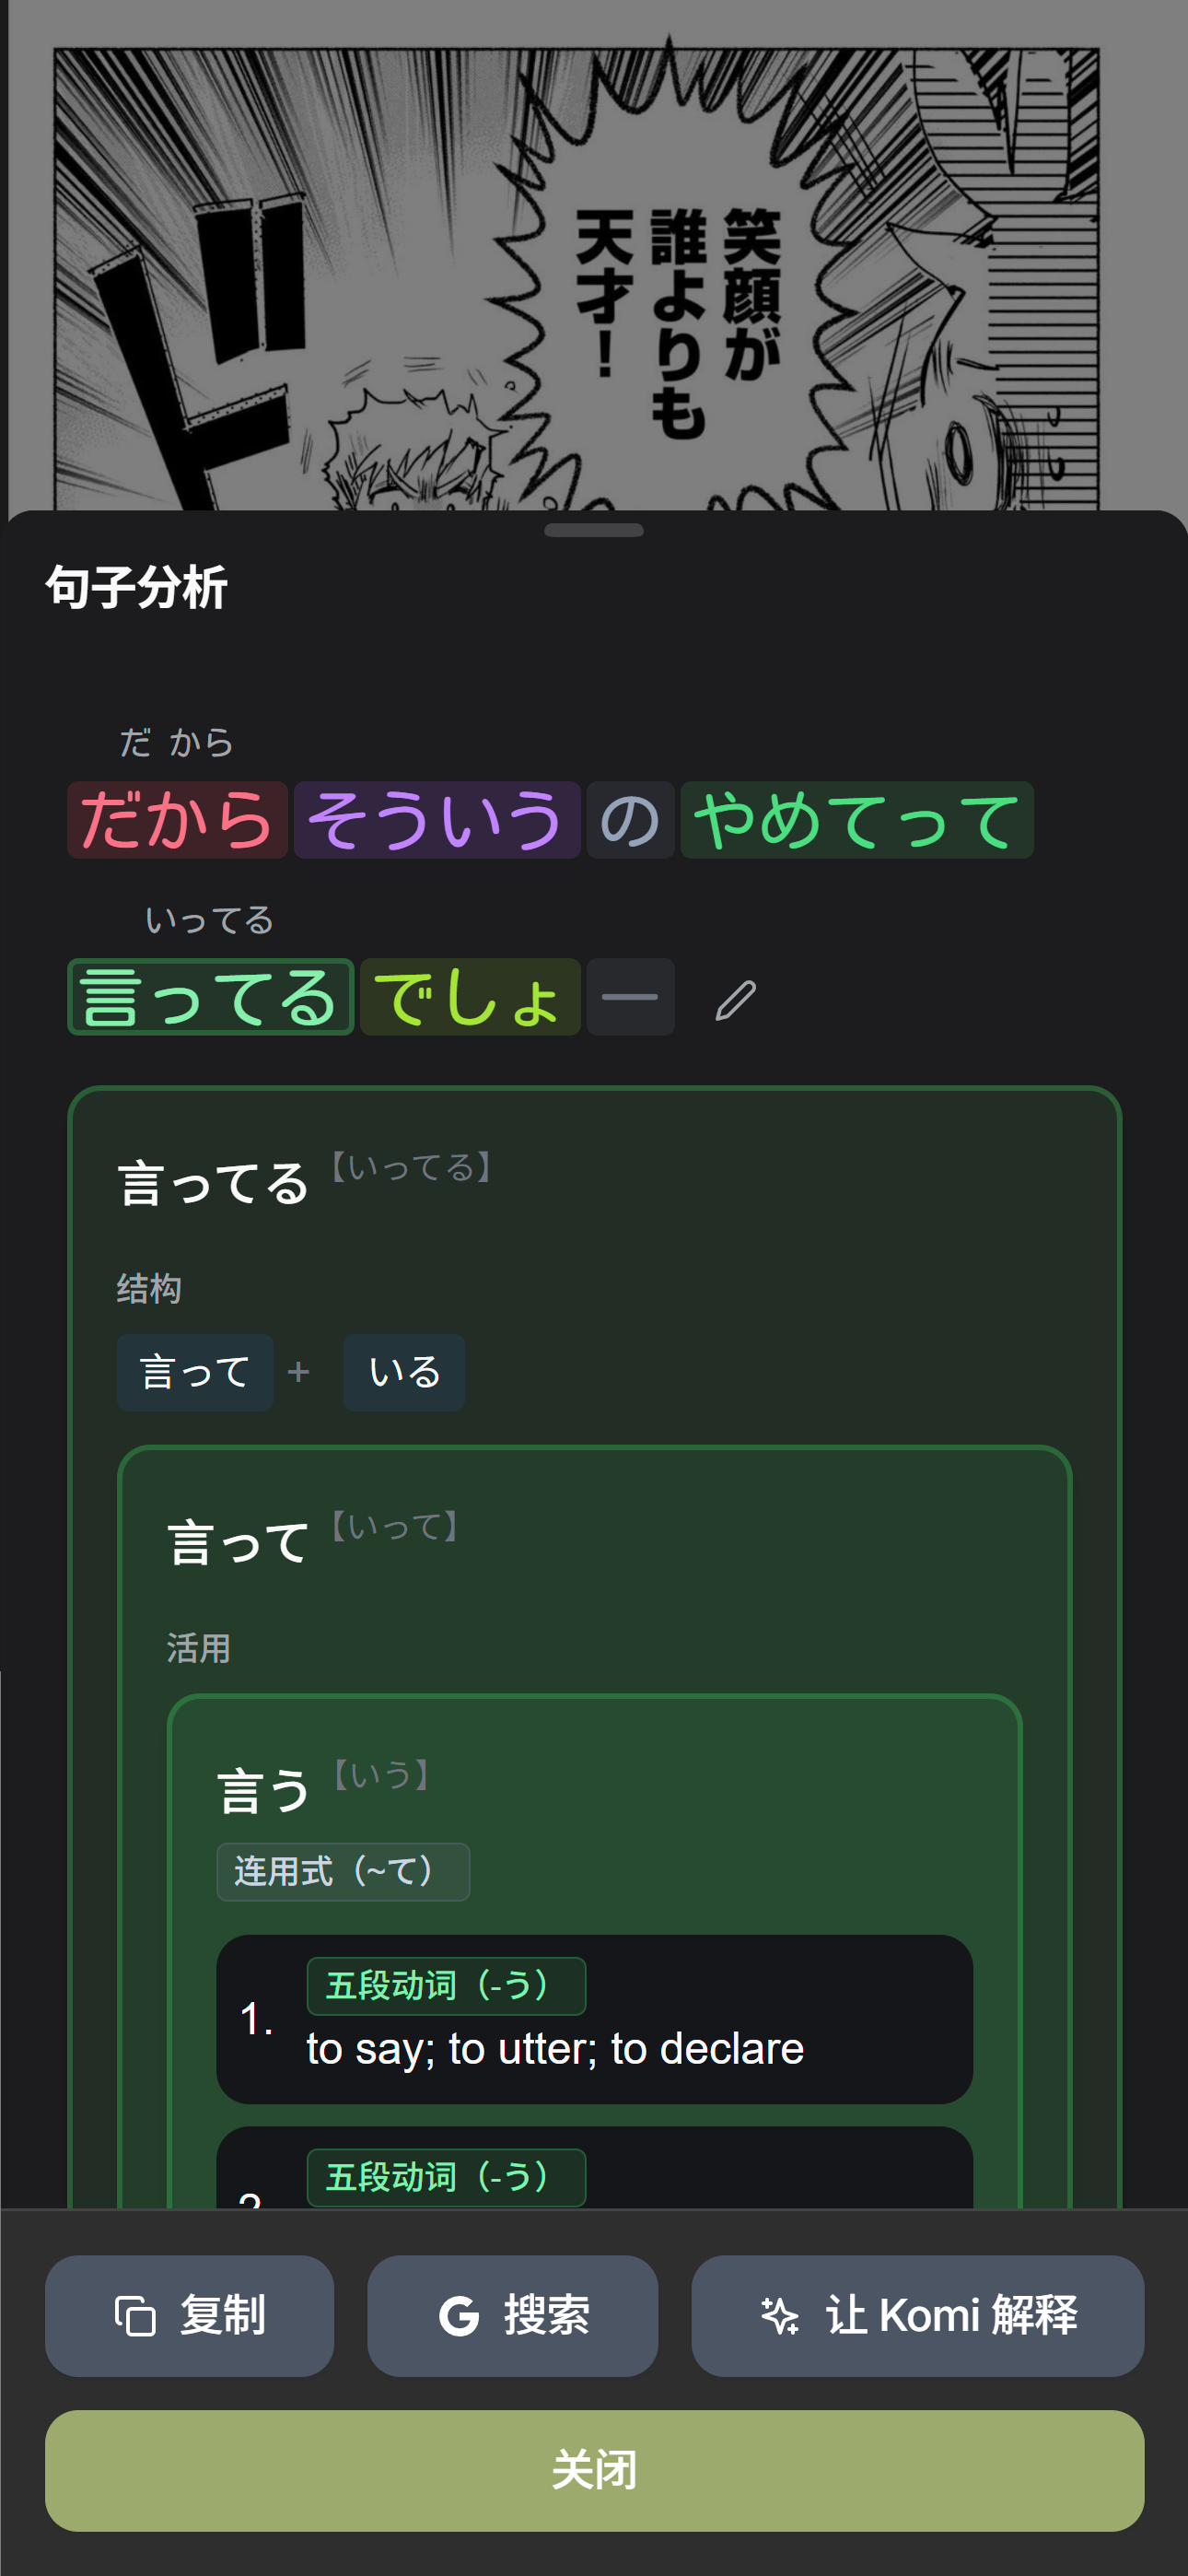 笑顔が
誰よりも
天才！
ド
句子分析
だ から
だからそういうのやめてって
いってる
言ってるでしょー
言ってる【いってる】
结构
言って + いる
言って【いって】
活用
言う【いう】
连用式（~て）
1. 五段动词（-う）
to say; to utter; to declare
2. 五段动词（-う）
复制
搜索
让 Komi 解释
关闭